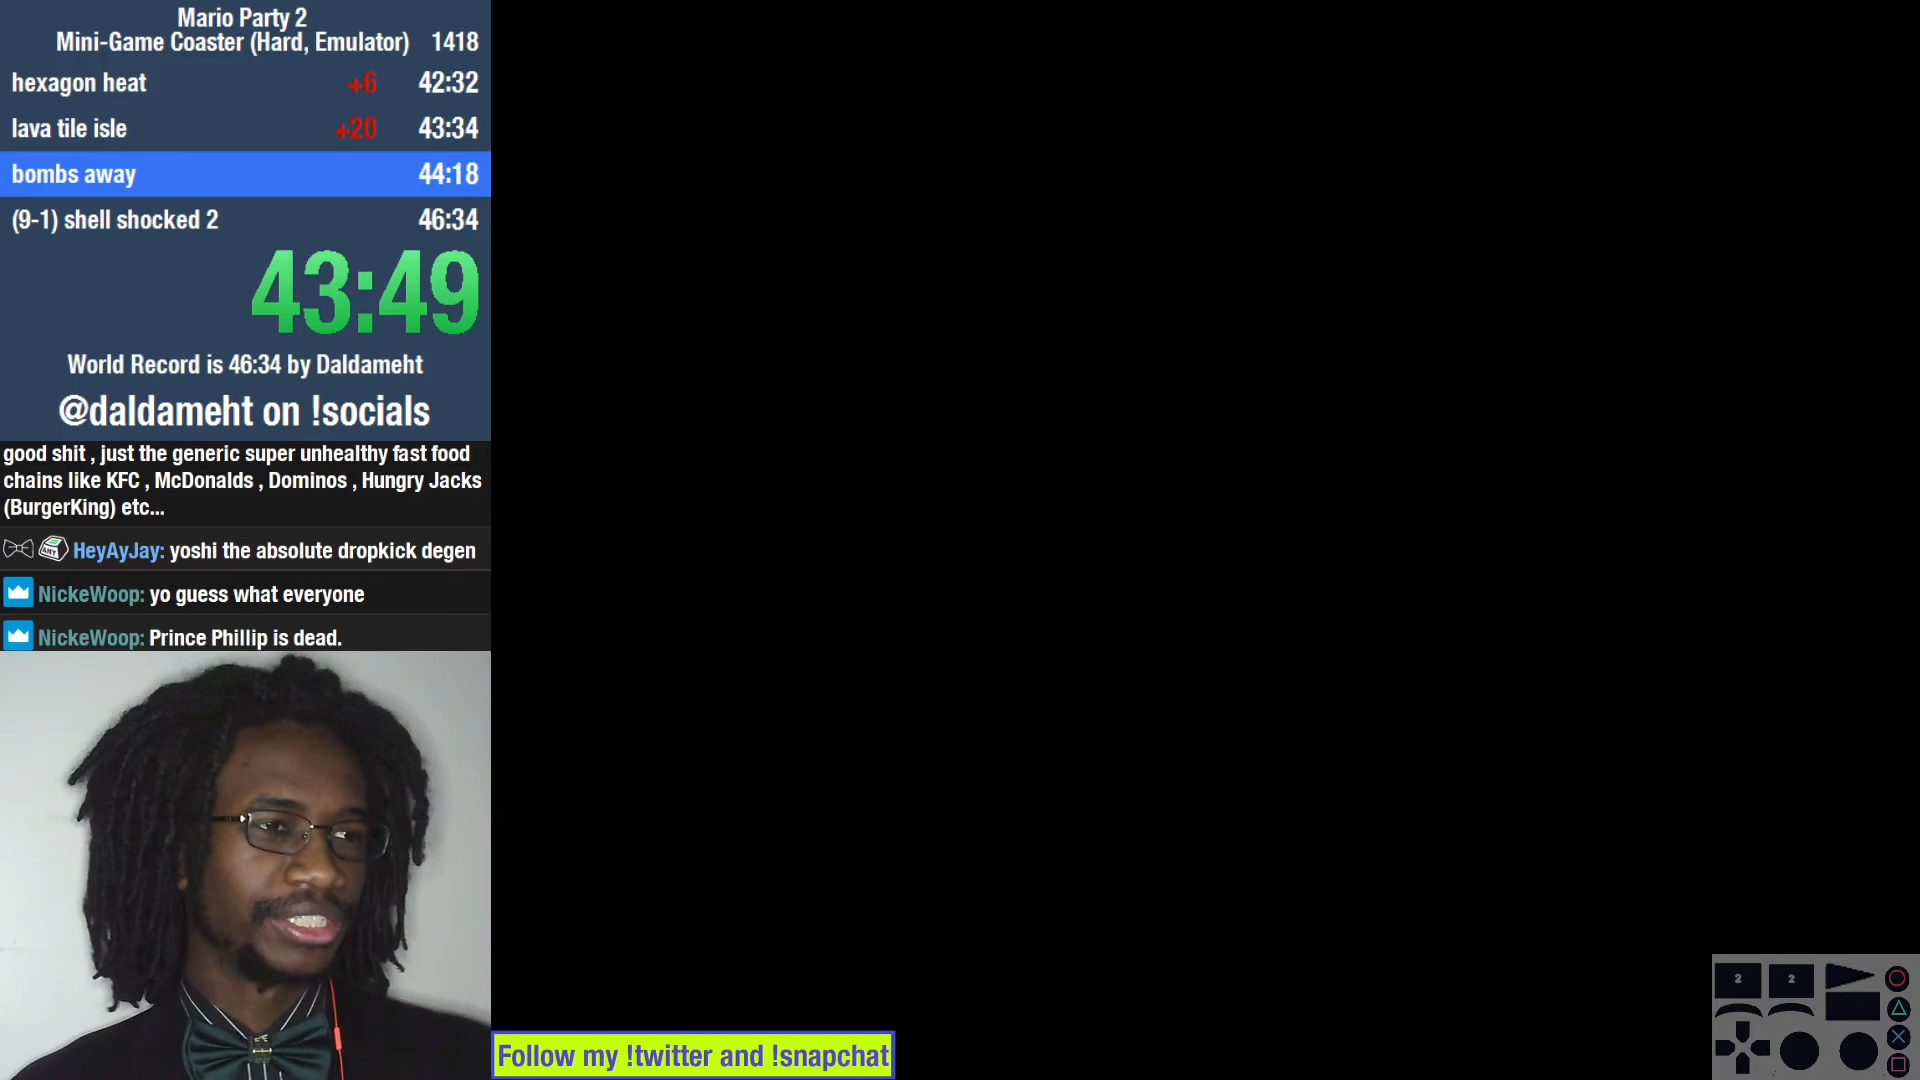 Mario Party 2
Mini-Game Coaster (Hard, Emulator) 1418
hexagon heat +6 42:32
lava tile isle +20 43:34
bombs away 44:18
(9-1) shell shocked 2 46:34
43:49
World Record is 46:34 by Daldameht
@daldameht on !socials
good shit , just the generic super unhealthy fast food
chains like KFC , McDonalds , Dominos , Hungry Jacks
(BurgerKing) etc...
ANY HeyAyJay: yoshi the absolute dropkick degen
NickeWoop: yo guess what everyone
NickeWoop: Prince Phillip is dead.
2 2
Follow my !twitter and !snapchat